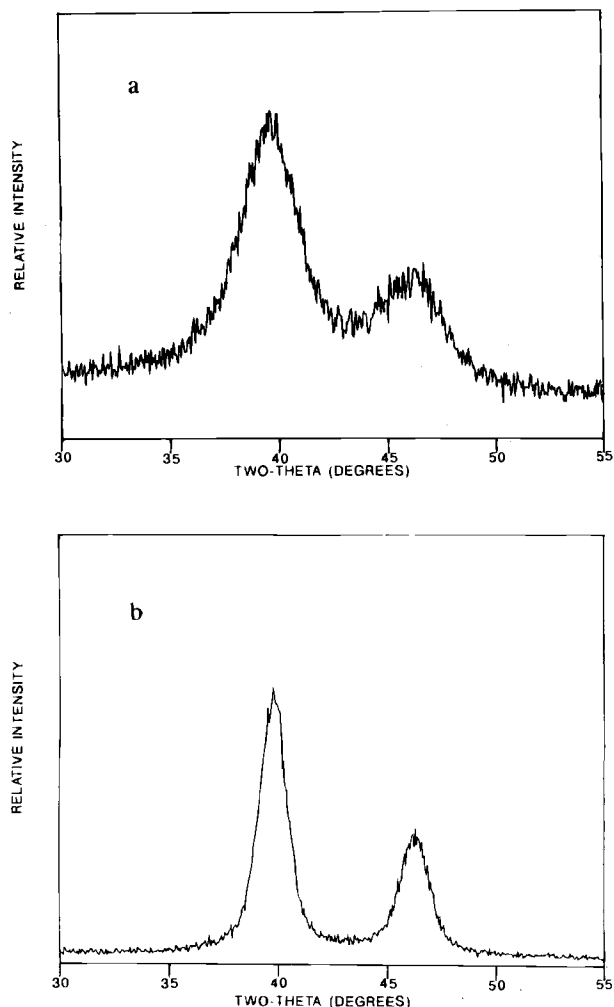 a
RELATIVE INTENSITY
30 35 40 45 50 55
TWO-THETA (DEGREES)
b
RELATIVE INTENSITY
30 35 40 45 50 55
TWO-THETA (DEGREES)